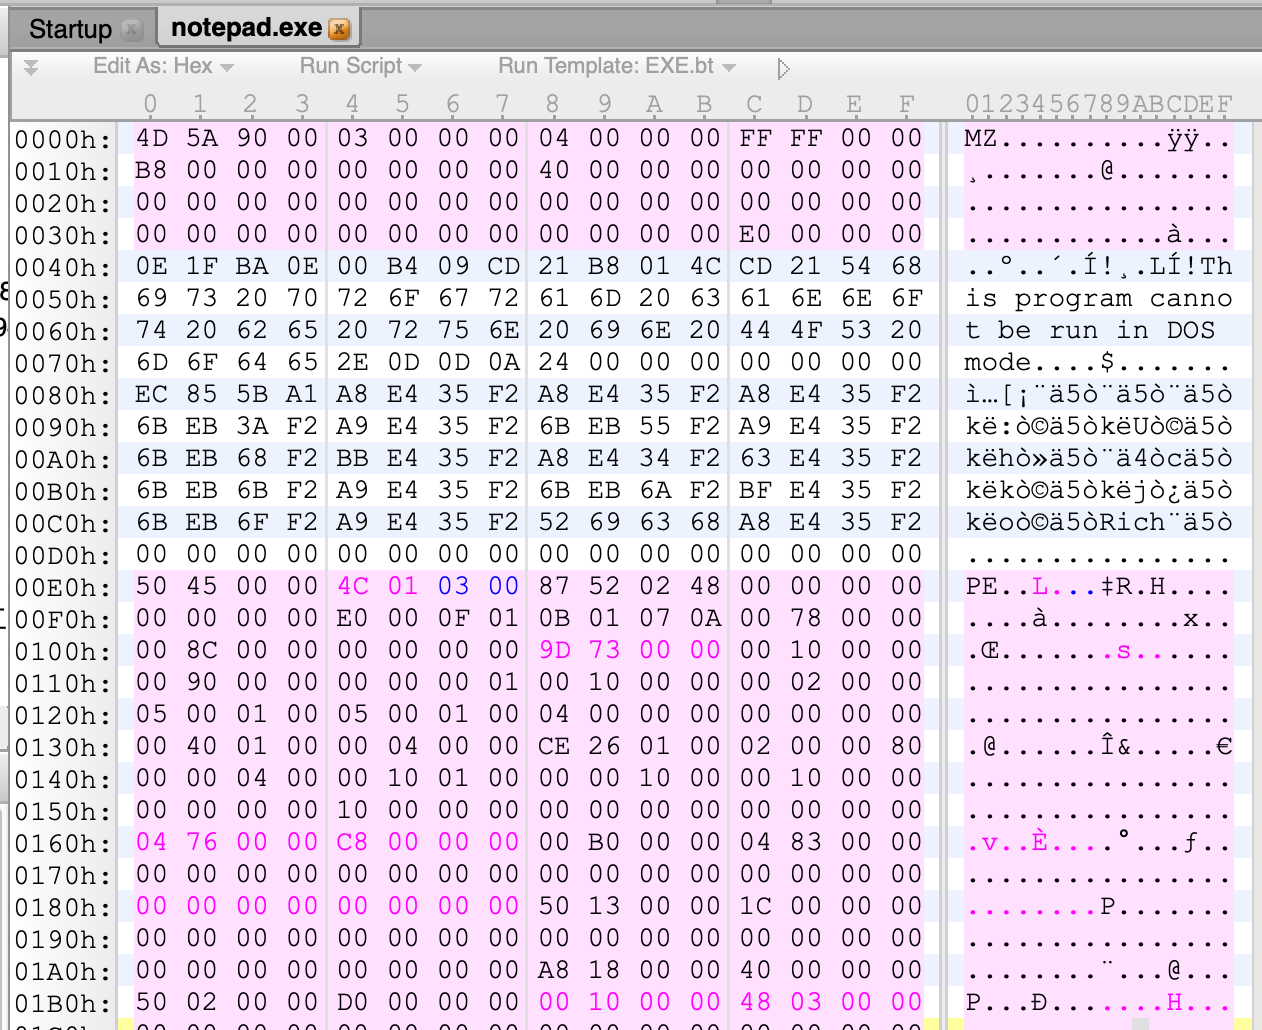 Startup x notepad.exe x
Edit As: Hex Run Script Run Template: EXE.bt
0 1 2 3 4 5 6 7 8 9 A B C D E F 0123456789ABCDEF
0000h: 4D 5A 90 00 03 00 00 00 04 00 00 00 FF FF 00 00 MZ..........ÿÿ..
0010h: B8 00 00 00 00 00 00 00 40 00 00 00 00 00 00 00 ¸.......@.......
0020h: 00 00 00 00 00 00 00 00 00 00 00 00 00 00 00 00 ................
0030h: 00 00 00 00 00 00 00 00 00 00 00 00 E0 00 00 00 ............à...
0040h: 0E 1F BA 0E 00 B4 09 CD 21 B8 01 4C CD 21 54 68 ..º..´.Í!¸.LÍ!Th
0050h: 69 73 20 70 72 6F 67 72 61 6D 20 63 61 6E 6E 6F is program canno
0060h: 74 20 62 65 20 72 75 6E 20 69 6E 20 44 4F 53 20 t be run in DOS
0070h: 6D 6F 64 65 2E 0D 0D 0A 24 00 00 00 00 00 00 00 mode....$.......
0080h: EC 85 5B A1 A8 E4 35 F2 A8 E4 35 F2 A8 E4 35 F2 ì…[¡¨ä5ò¨ä5ò¨ä5ò
0090h: 6B EB 3A F2 A9 E4 35 F2 6B EB 55 F2 A9 E4 35 F2 kë:ò©ä5òkëUò©ä5ò
00A0h: 6B EB 68 F2 BB E4 35 F2 A8 E4 34 F2 63 E4 35 F2 këhò»ä5ò¨ä4òcä5ò
00B0h: 6B EB 6B F2 A9 E4 35 F2 6B EB 6A F2 BF E4 35 F2 këkò©ä5òkëjò¿ä5ò
00C0h: 6B EB 6F F2 A9 E4 35 F2 52 69 63 68 A8 E4 35 F2 këoò©ä5òRich¨ä5ò
00D0h: 00 00 00 00 00 00 00 00 00 00 00 00 00 00 00 00 ................
00E0h: 50 45 00 00 4C 01 03 00 87 52 02 48 00 00 00 00 PE..L...‡R.H....
00F0h: 00 00 00 00 E0 00 0F 01 0B 01 07 0A 00 78 00 00 ....à........x..
0100h: 00 8C 00 00 00 00 00 00 9D 73 00 00 00 10 00 00 .Œ.......s......
0110h: 00 90 00 00 00 00 00 01 00 10 00 00 00 02 00 00 ................
0120h: 05 00 01 00 05 00 01 00 04 00 00 00 00 00 00 00 ................
0130h: 00 40 01 00 00 04 00 00 CE 26 01 00 02 00 00 80 .@......Î&.....€
0140h: 00 00 04 00 00 10 01 00 00 00 10 00 00 10 00 00 ................
0150h: 00 00 00 00 10 00 00 00 00 00 00 00 00 00 00 00 ................
0160h: 04 76 00 00 C8 00 00 00 00 B0 00 00 04 83 00 00 .v..È....°...ƒ..
0170h: 00 00 00 00 00 00 00 00 00 00 00 00 00 00 00 00 ................
0180h: 00 00 00 00 00 00 00 00 50 13 00 00 1C 00 00 00 ........P.......
0190h: 00 00 00 00 00 00 00 00 00 00 00 00 00 00 00 00 ................
01A0h: 00 00 00 00 00 00 00 00 A8 18 00 00 40 00 00 00 ........¨...@...
01B0h: 50 02 00 00 D0 00 00 00 00 10 00 00 48 03 00 00 P...Ð.......H...